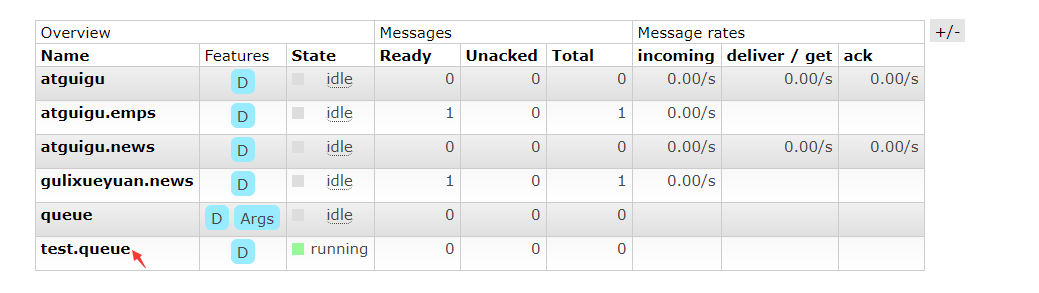 Overview Messages Message rates +/-
Name Features State Ready Unacked Total incoming deliver / get ack
atguigu D idle 0 0 0 0.00/s 0.00/s 0.00/s
atguigu.emps D idle 1 0 1 0.00/s
atguigu.news D idle 0 0 0 0.00/s 0.00/s 0.00/s
gulixueyuan.news D idle 1 0 1 0.00/s
queue D Args idle 0 0 0
test.queue D running 0 0 0